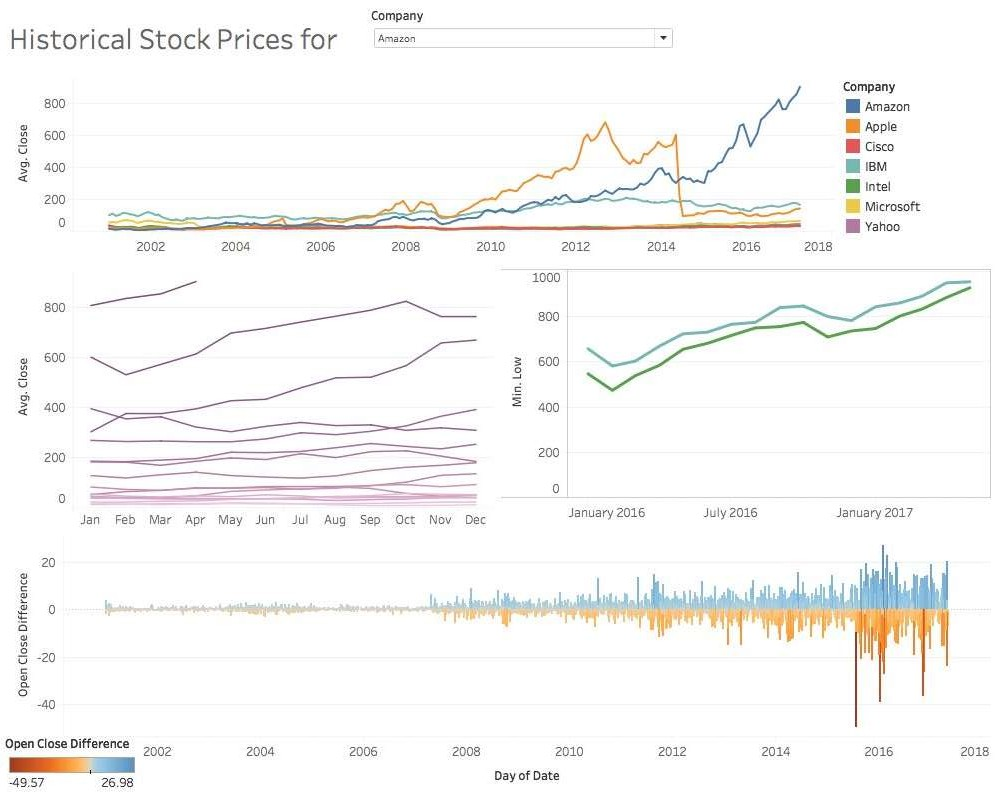 Company
Historical Stock Prices for
Amazon
Avg. Close
800
600
400
200
0
2002 2004 2006 2008 2010 2012 2014 2016 2018
Company
Amazon
Apple
Cisco
IBM
Intel
Microsoft
Yahoo
Avg. Close
800
600
400
200
0
Jan Feb Mar Apr May Jun Jul Aug Sep Oct Nov Dec
Min. Low
1000
800
600
400
200
0
January 2016 July 2016 January 2017
Open Close Difference
20
0
-20
-40
2002 2004 2006 2008 2010 2012 2014 2016 2018
Day of Date
Open Close Difference
-49.57 26.98